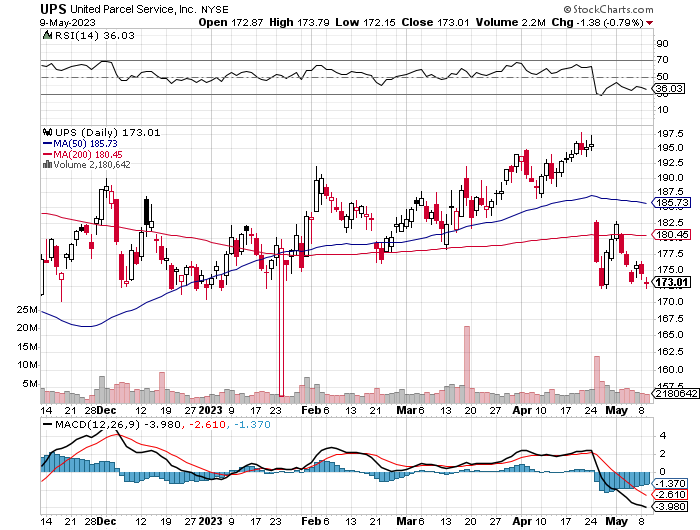 UPS United Parcel Service, Inc. NYSE © StockCharts.com
9-May-2023 Open 172.87 High 173.79 Low 172.15 Close 173.01 Volume 2.2M Chg -1.38 (-0.79%)
RSI(14) 36.03
90
70
50
36.03
30
10
UPS (Daily) 173.01
MA(50) 185.73
MA(200) 180.45
Volume 2,180,642
197.5
195.0
192.5
190.0
187.5
185.73
182.5
180.45
177.5
175.0
173.01
170.0
167.5
165.0
162.5
160.0
157.5
25M
20M
15M
10M
5M
2180642
14 21 28 Dec 12 19 27 2023 9 17 23 Feb 6 13 21 Mar 6 13 20 27 Apr 10 17 24 May 8
MACD(12,26,9) -3.980, -2.610, -1.370
4
2
0
-1.370
-2.610
-3.980
14 21 28 Dec 12 19 27 2023 9 17 23 Feb 6 13 21 Mar 6 13 20 27 Apr 10 17 24 May 8